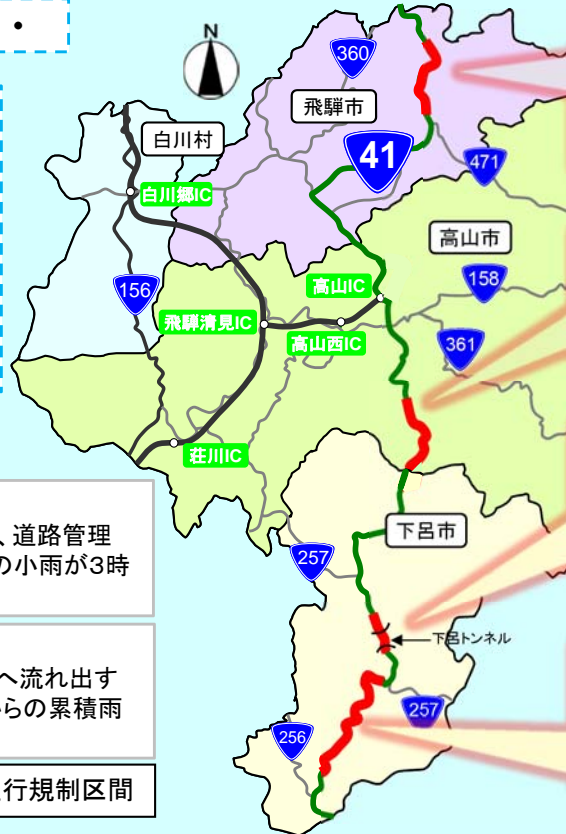 ・
N
360
飛騨市
白川村
41
471
白川郷IC
高山市
156
高山IC
158
飛騨清見IC
高山西IC
361
荘川IC
、道路管理
の小雨が3時
下呂市
257
下呂トンネル
へ流れ出す
からの累積雨
257
256
行規制区間